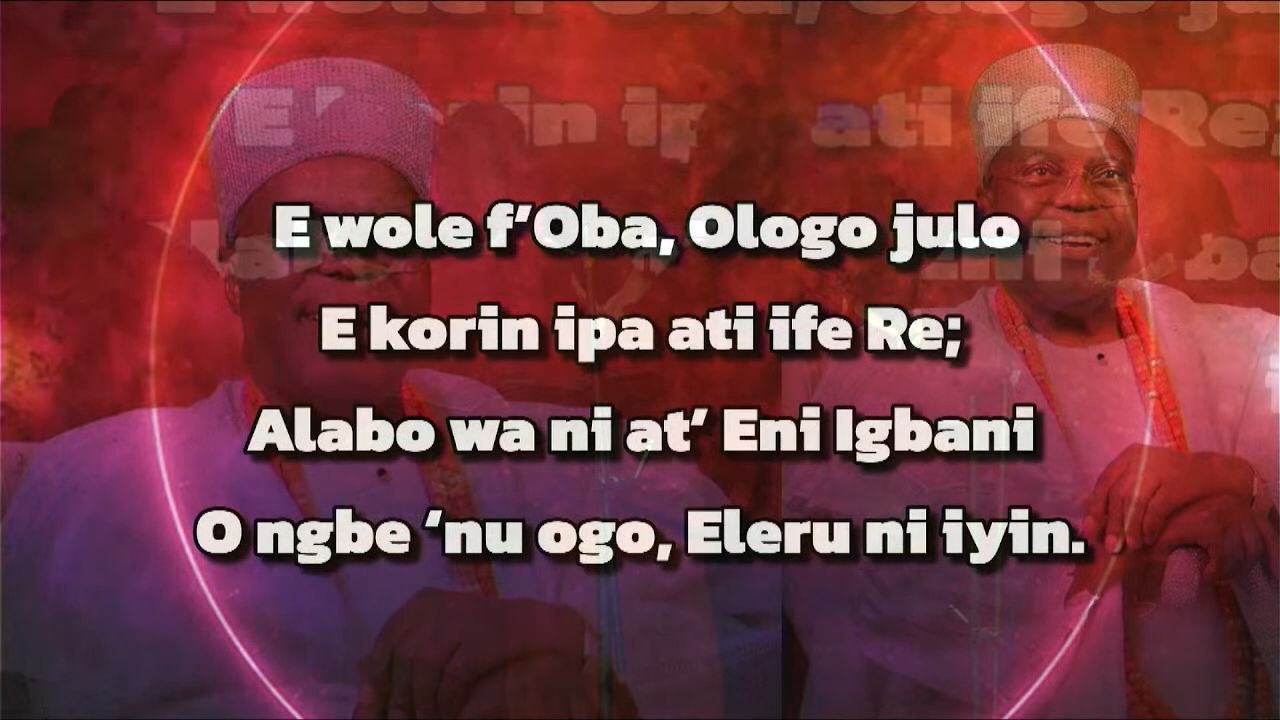 E wole f’Oba, Ologo julo
E korin ipa ati ife Re;
Alabo wa ni at’ Eni Igbani
O ngbe ‘nu ogo, Eleru ni iyin.